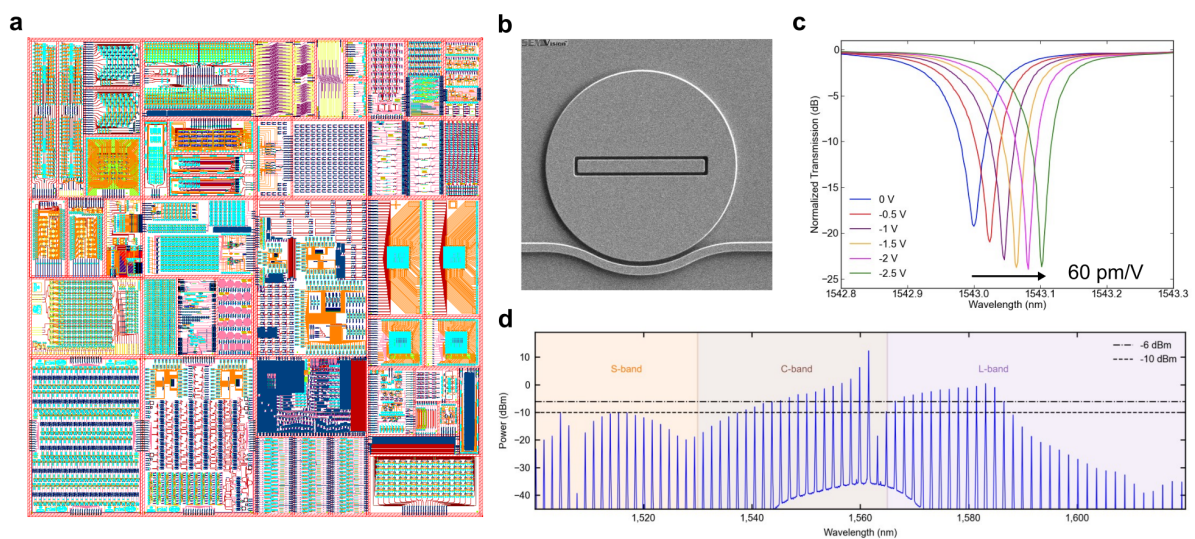 a
b
c
SEMVision
0
−5
−10
−15
−20
−25
Normalized Transmission (dB)
0 V
-0.5 V
-1 V
-1.5 V
-2 V
-2.5 V
60 pm/V
1542.8 1542.9 1543.0 1543.1 1543.2 1543.3
Wavelength (nm)
d
S-band C-band L-band
-6 dBm
-10 dBm
10
0
−10
−20
−30
−40
Power (dBm)
1,520 1,540 1,560 1,580 1,600
Wavelength (nm)